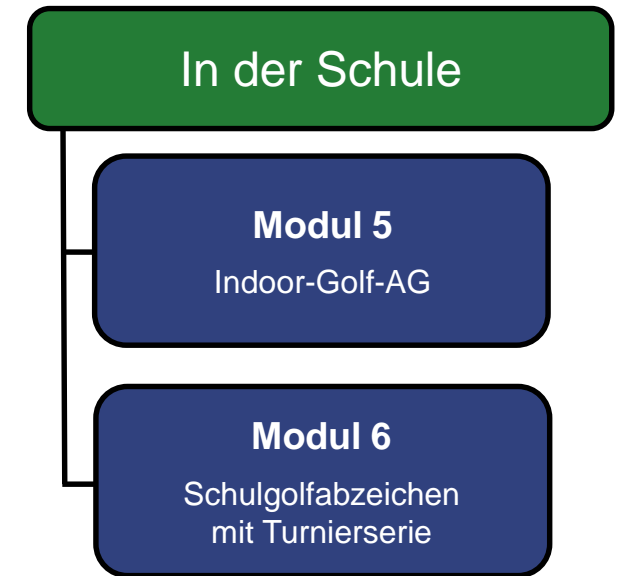 In der Schule
Modul 5
Indoor-Golf-AG
Modul 6
Schulgolfabzeichen
mit Turnierserie